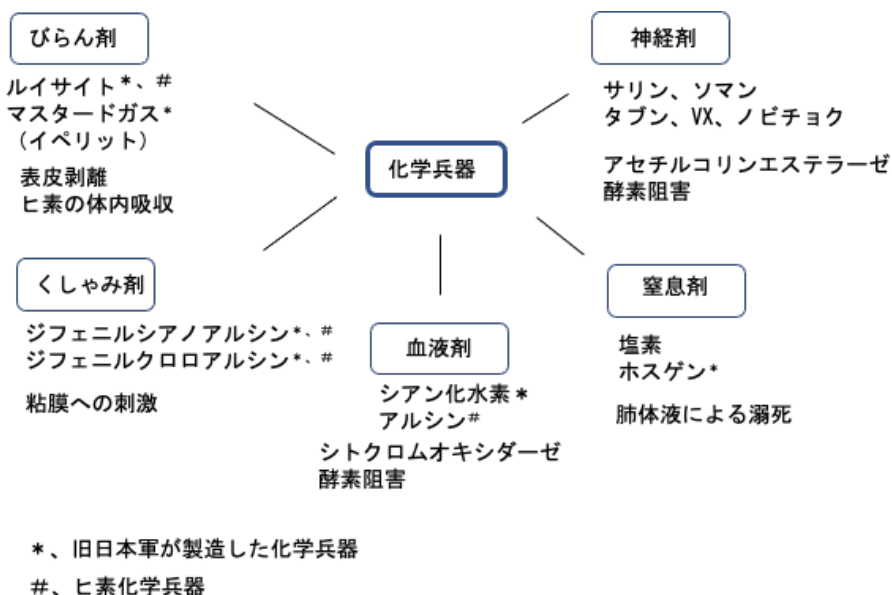 びらん剤
ルイサイト*、#
マスタードガス*
(イペリット)
表皮剥離
ヒ素の体内吸収
神経剤
サリン、ソマン
タブン、VX、ノビチョク
アセチルコリンエステラーゼ
酵素阻害
化学兵器
くしゃみ剤
ジフェニルシアノアルシン*、#
ジフェニルクロロアルシン*、#
粘膜への刺激
血液剤
シアン化水素*
アルシン#
シトクロムオキシダーゼ
酵素阻害
窒息剤
塩素
ホスゲン*
肺体液による溺死
*、旧日本軍が製造した化学兵器
#、ヒ素化学兵器